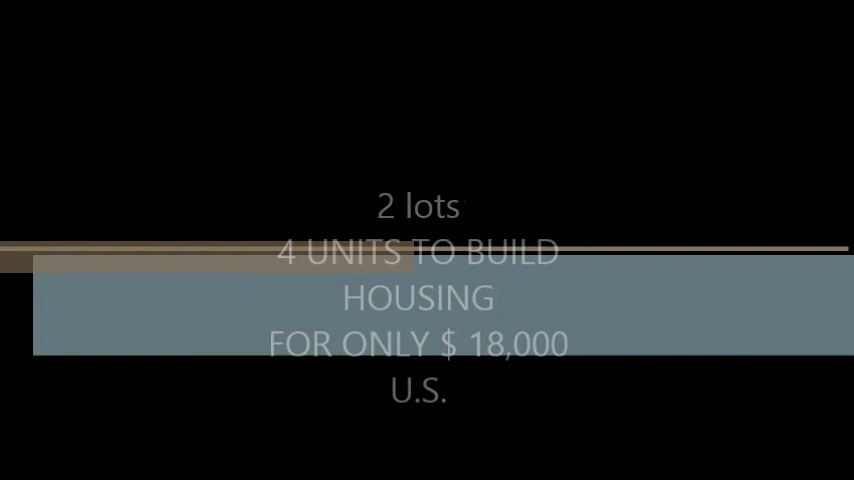 2 lots
4 UNITS TO BUILD
HOUSING
FOR ONLY $ 18,000
U.S.